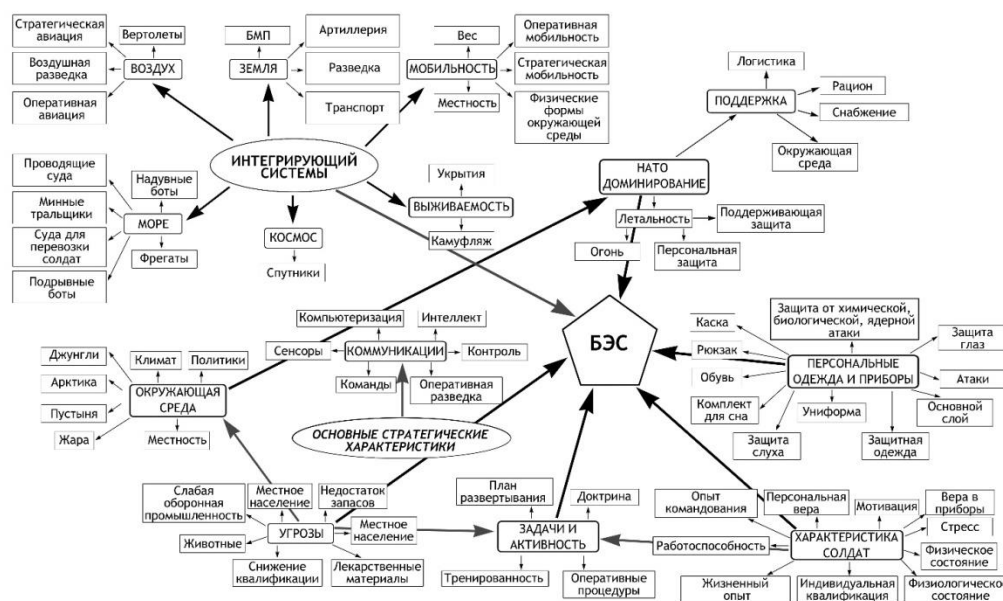 Стратегическая
авиация
Вертолеты
Воздушная
разведка
ВОЗДУХ
Оперативная
авиация
БМП
Артиллерия
ЗЕМЛЯ
Разведка
Транспорт
Вес
Оперативная
мобильность
МОБИЛЬНОСТЬ
Стратегическая
мобильность
Местность
Физические
формы
окружающей
среды
Логистика
ПОДДЕРЖКА
Рацион
Снабжение
Окружающая
среда
ИНТЕГРИРУЮЩИЙ
СИСТЕМЫ
Проводящие
суда
Надувные
боты
Минные
тральщики
МОРЕ
Суда для
перевозки
солдат
Фрегаты
Подрывные
боты
КОСМОС
Спутники
Укрытия
ВЫЖИВАЕМОСТЬ
Камуфляж
НАТО
ДОМИНИРОВАНИЕ
Летальность
Поддерживающая
защита
Огонь
Персональная
защита
БЭС
Компьютеризация
Интеллект
Сенсоры
КОММУНИКАЦИИ
Контроль
Команды
Оперативная
разведка
Джунгли
Климат
Политики
Арктика
ОКРУЖАЮЩАЯ
СРЕДА
Пустыня
Жара
Местность
ОСНОВНЫЕ СТРАТЕГИЧЕСКИЕ
ХАРАКТЕРИСТИКИ
Защита от химической,
биологической, ядерной
атаки
Каска
Защита
глаз
Рюкзак
ПЕРСОНАЛЬНЫЕ
ОДЕЖДА И ПРИБОРЫ
Обувь
Атаки
Комплект
для сна
Униформа
Основной
слой
Защита
слуха
Защитная
одежда
Слабая
оборонная
промышленность
Местное
население
Недостаток
запасов
УГРОЗЫ
Местное
население
Животные
Снижение
квалификации
Лекарственные
материалы
План
развертывания
Доктрина
ЗАДАЧИ И
АКТИВНОСТЬ
Тренированность
Оперативные
процедуры
Опыт
командования
Персональная
вера
Мотивация
Вера в
приборы
Стресс
Работоспособность
ХАРАКТЕРИСТИКА
СОЛДАТ
Физическое
состояние
Жизненный
опыт
Индивидуальная
квалификация
Физиологическое
состояние